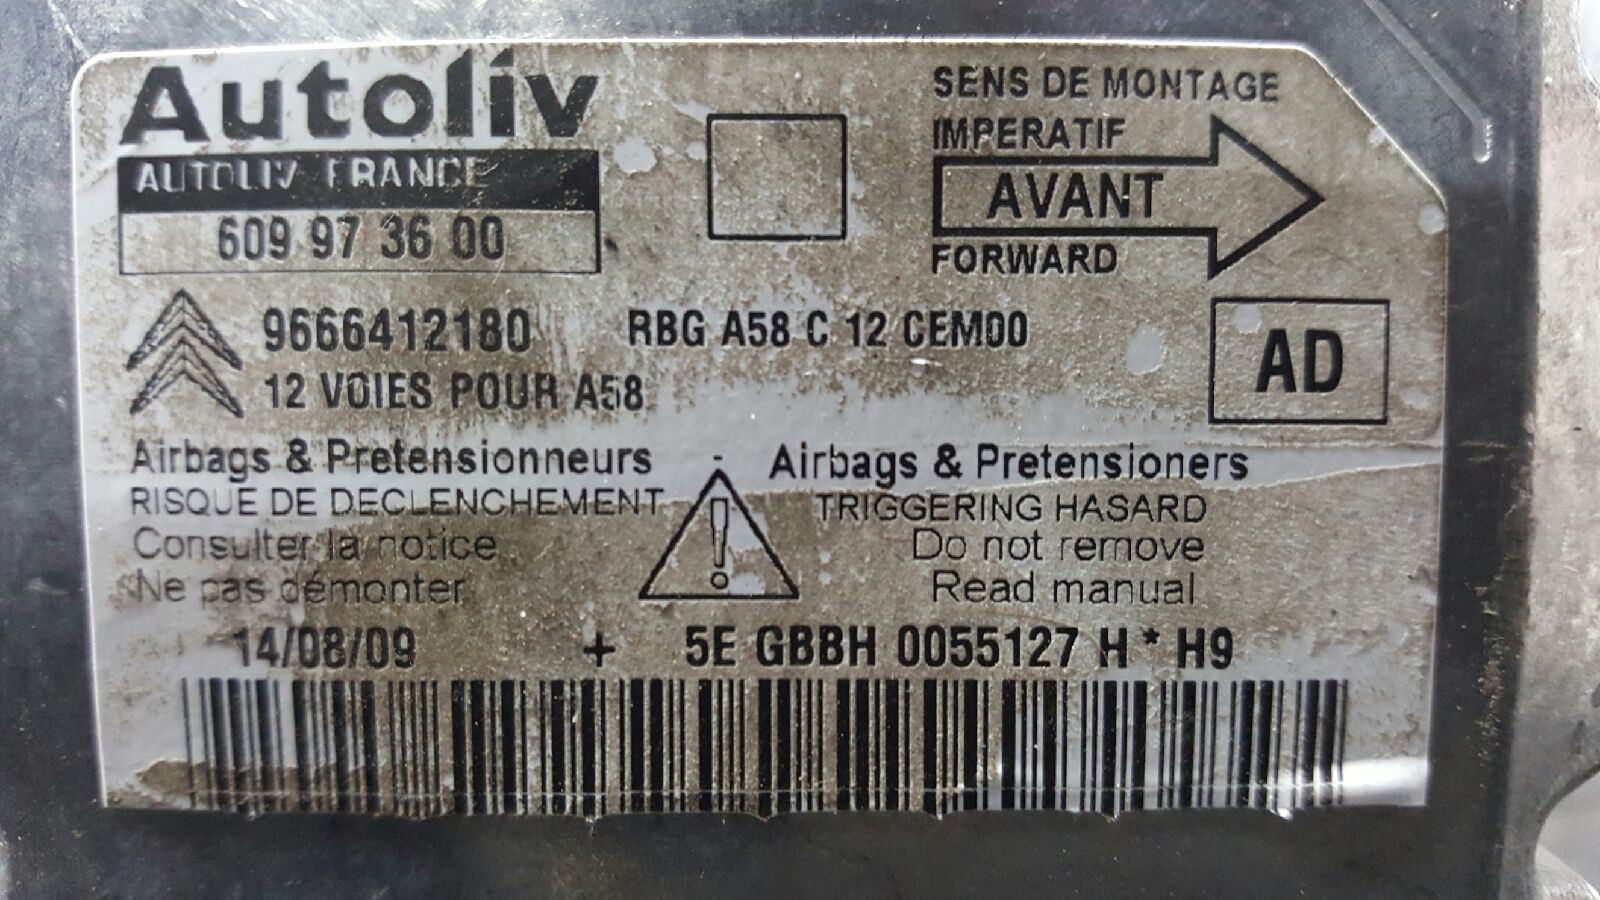 Autoliv
AUTOLIV FRANCE
609 97 36 00
SENS DE MONTAGE
IMPERATIF
AVANT
FORWARD
9666412180 RBG A58 C 12 CEM00
12 VOIES POUR A58
AD
Airbags & Pretensionneurs - Airbags & Pretensioners
RISQUE DE DECLENCHEMENT
Consulter la notice
Ne pas démonter
!
TRIGGERING HASARD
Do not remove
Read manual
14/08/09 + 5E GBBH 0055127 H * H9